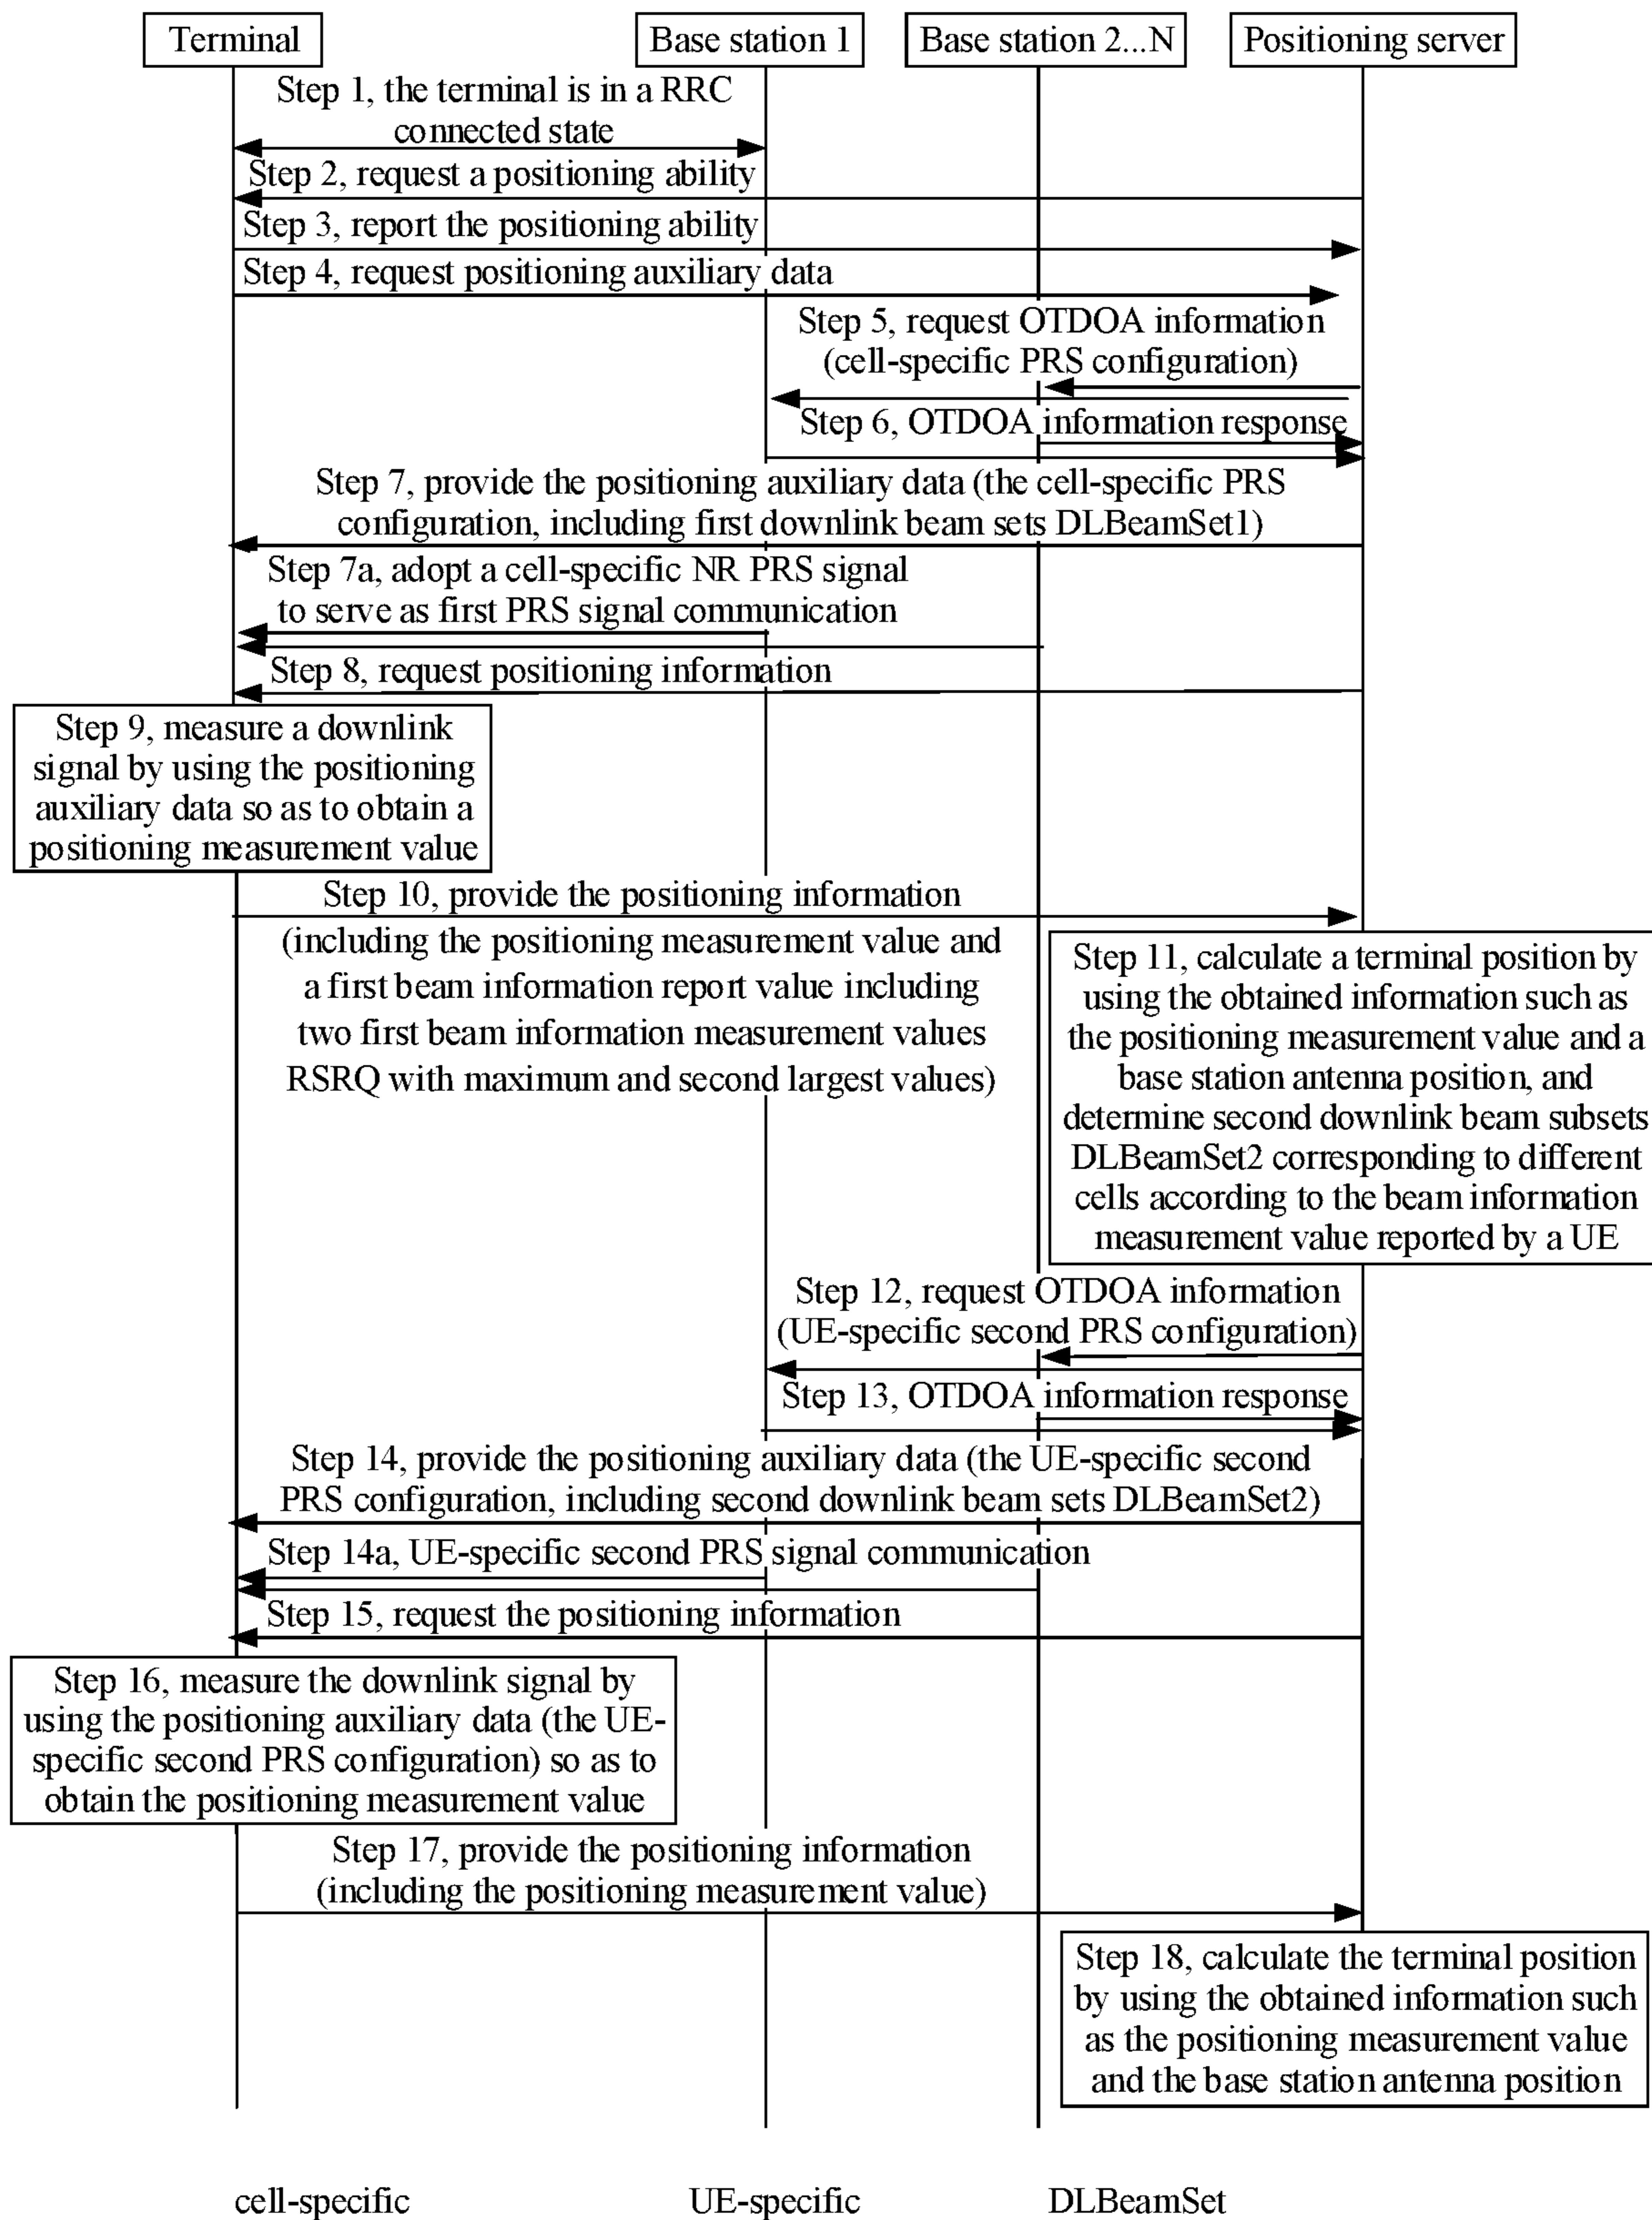 Terminal
Base station 1
Base station 2...N
Positioning server
Step 1, the terminal is in a RRC
connected state
Step 2, request a positioning ability
Step 3, report the positioning ability
Step 4, request positioning auxiliary data
Step 5, request OTDOA information
(cell-specific PRS configuration)
Step 6, OTDOA information response
Step 7, provide the positioning auxiliary data (the cell-specific PRS
configuration, including first downlink beam sets DLBeamSet1)
Step 7a, adopt a cell-specific NR PRS signal
to serve as first PRS signal communication
Step 8, request positioning information
Step 9, measure a downlink
signal by using the positioning
auxiliary data so as to obtain a
positioning measurement value
Step 10, provide the positioning information
(including the positioning measurement value and
a first beam information report value including
two first beam information measurement values
RSRQ with maximum and second largest values)
Step 11, calculate a terminal position by
using the obtained information such as
the positioning measurement value and a
base station antenna position, and
determine second downlink beam subsets
DLBeamSet2 corresponding to different
cells according to the beam information
measurement value reported by a UE
Step 12, request OTDOA information
(UE-specific second PRS configuration)
Step 13, OTDOA information response
Step 14, provide the positioning auxiliary data (the UE-specific second
PRS configuration, including second downlink beam sets DLBeamSet2)
Step 14a, UE-specific second PRS signal communication
Step 15, request the positioning information
Step 16, measure the downlink signal by
using the positioning auxiliary data (the UE-
specific second PRS configuration) so as to
obtain the positioning measurement value
Step 17, provide the positioning information
(including the positioning measurement value)
Step 18, calculate the terminal position
by using the obtained information such
as the positioning measurement value
and the base station antenna position
cell-specific
UE-specific
DLBeamSet